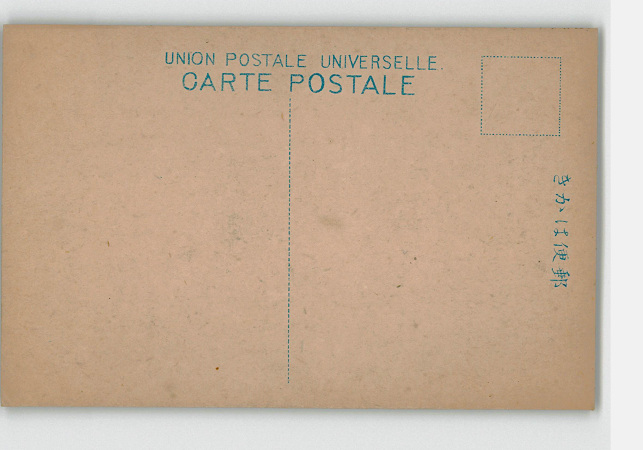 UNION POSTALE UNIVERSELLE.
CARTE POSTALE
きかは便郵